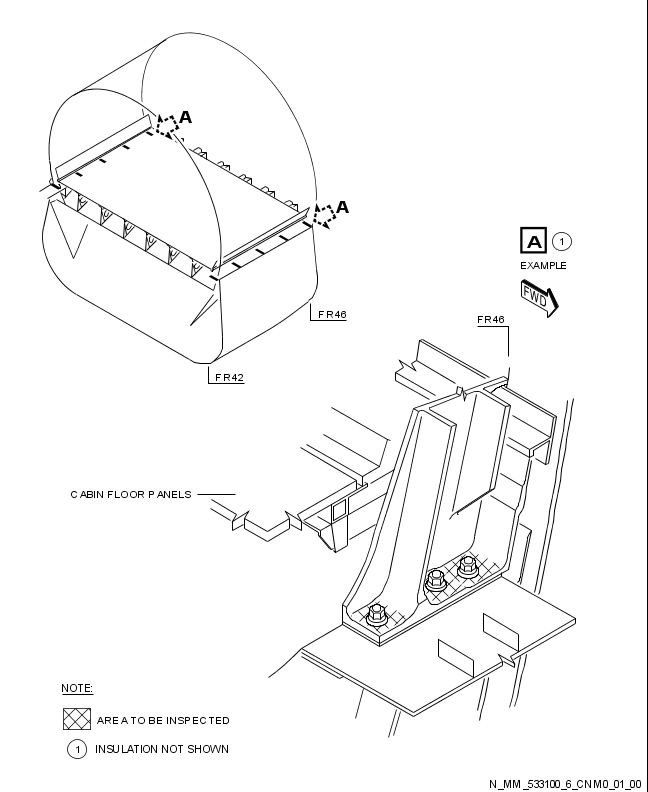 A
A
FR46
FR42
A 1
EXAMPLE
FWD
FR46
CABIN FLOOR PANELS
NOTE:
AREA TO BE INSPECTED
1 INSULATION NOT SHOWN
N_MM_533100_6_CNM0_01_00